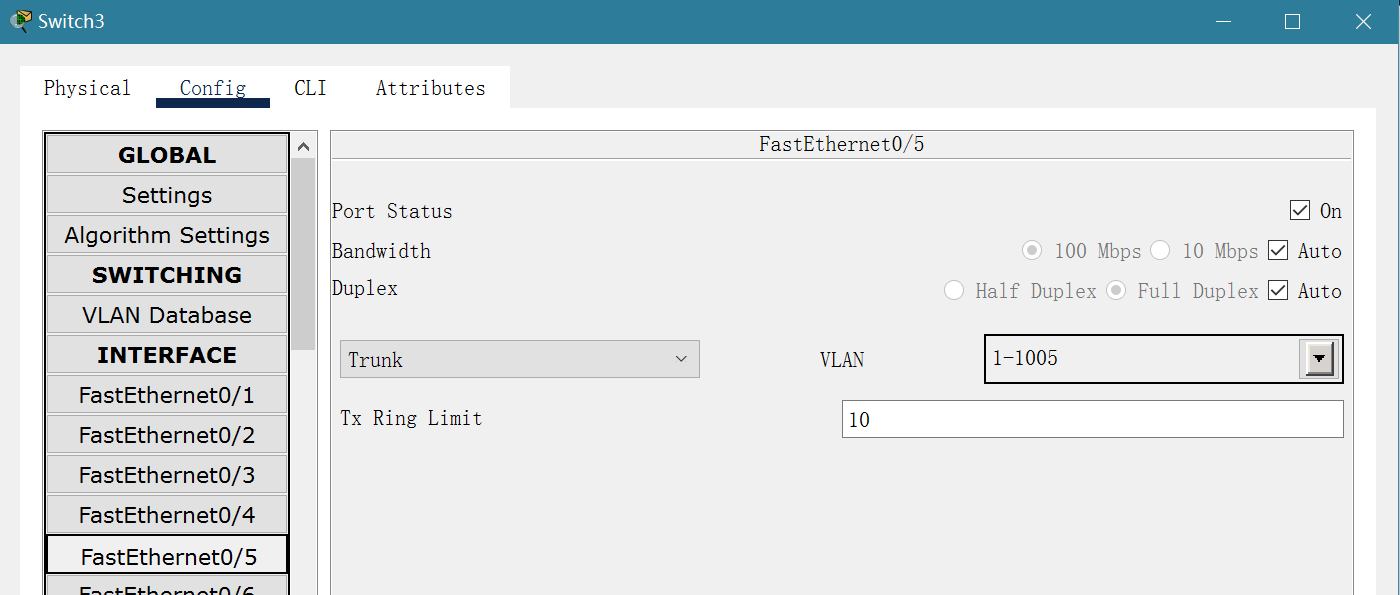 Switch3
Physical Config CLI Attributes
GLOBAL
Settings
Algorithm Settings
SWITCHING
VLAN Database
INTERFACE
FastEthernet0/1
FastEthernet0/2
FastEthernet0/3
FastEthernet0/4
FastEthernet0/5
FastEthernet0/6
FastEthernet0/5
Port Status On
Bandwidth 100 Mbps 10 Mbps Auto
Duplex Half Duplex Full Duplex Auto
Trunk VLAN 1-1005
Tx Ring Limit 10